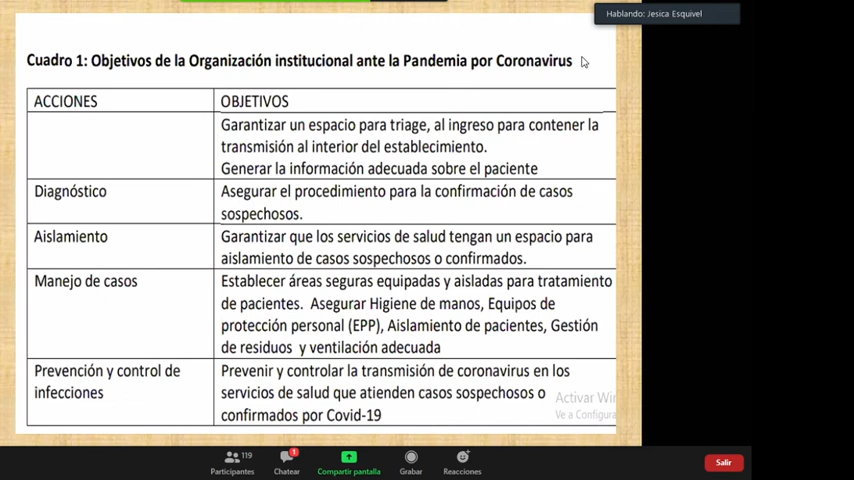 Hablando: Jesica Esquivel
Cuadro 1: Objetivos de la Organización institucional ante la Pandemia por Coronavirus
ACCIONES
OBJETIVOS
Garantizar un espacio para triage, al ingreso para contener la
transmisión al interior del establecimiento.
Generar la información adecuada sobre el paciente
Diagnóstico
Asegurar el procedimiento para la confirmación de casos
sospechosos.
Aislamiento
Garantizar que los servicios de salud tengan un espacio para
aislamiento de casos sospechosos o confirmados.
Manejo de casos
Establecer áreas seguras equipadas y aisladas para tratamiento
de pacientes. Asegurar Higiene de manos, Equipos de
protección personal (EPP), Aislamiento de pacientes, Gestión
de residuos y ventilación adecuada
Prevención y control de
infecciones
Prevenir y controlar la transmisión de coronavirus en los
servicios de salud que atienden casos sospechosos o
confirmados por Covid-19
Activar Win
Ve a Configura
119
1
Participantes
Chatear
Compartir pantalla
Grabar
Reacciones
Salir